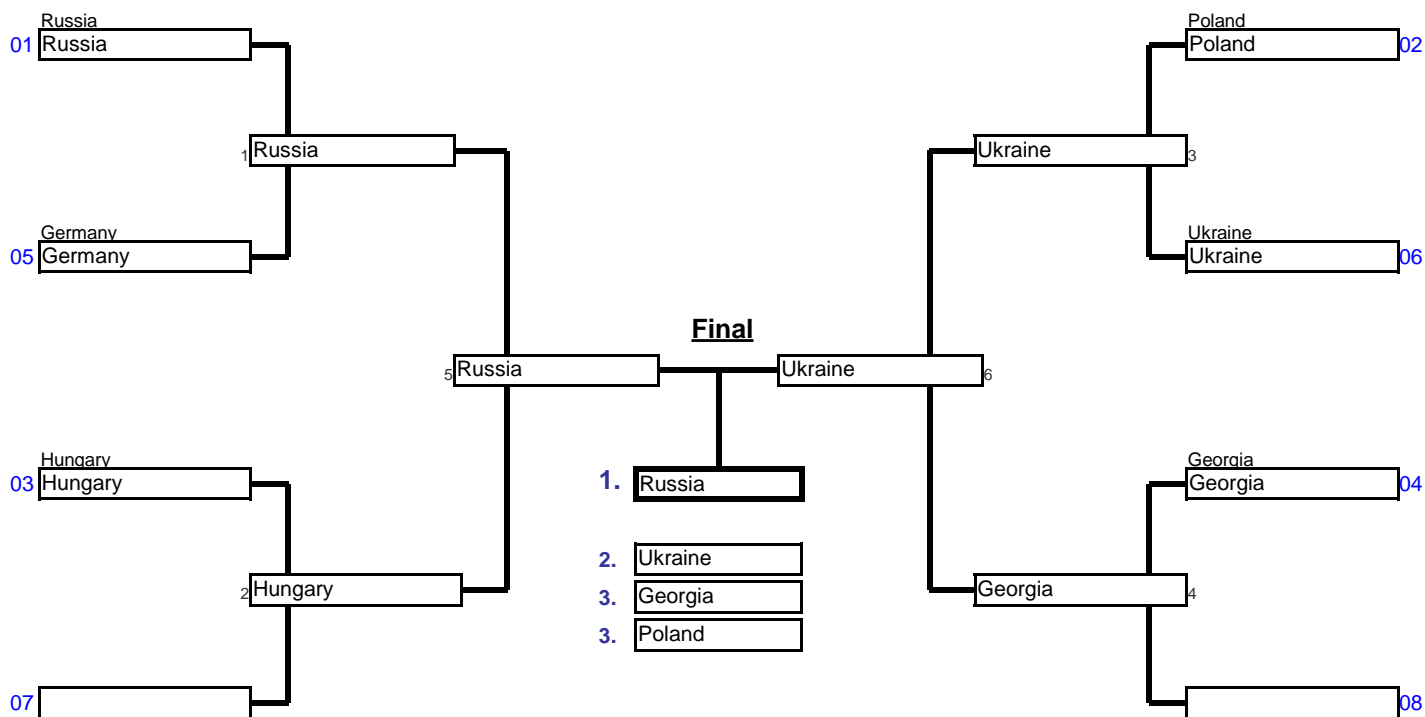 Russia
01 Russia
Poland
Poland 02
1 Russia
Ukraine 3
Germany
05 Germany
Ukraine
Ukraine 06
Final
5 Russia
Ukraine 6
Hungary
03 Hungary
Georgia
Georgia 04
1. Russia
2. Ukraine
2 Hungary
Georgia 4
3. Georgia
3. Poland
07
08